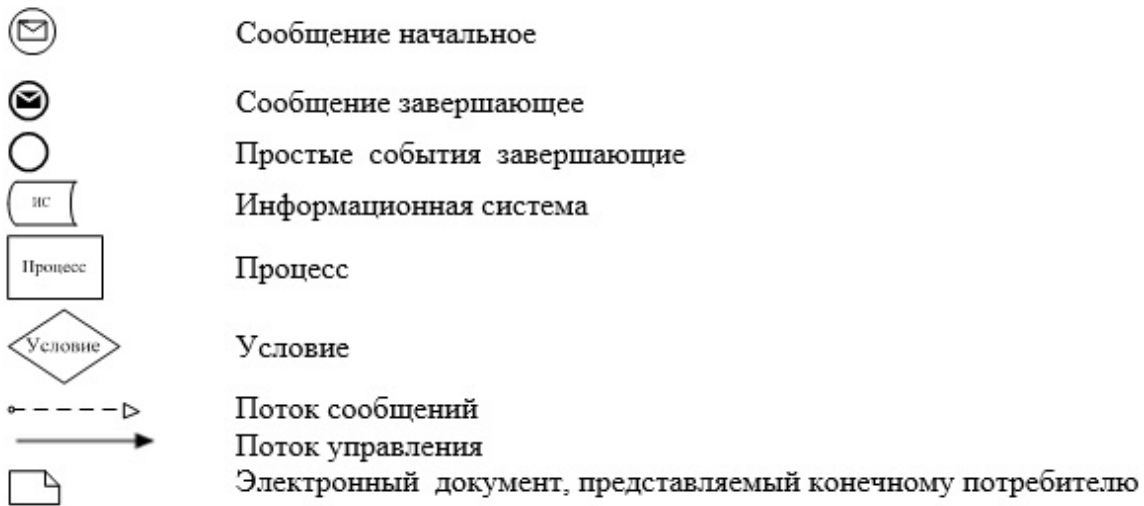 Сообщение начальное
Сообщение завершающее
Простые события завершающие
ИС Информационная система
Процесс Процесс
Условие Условие
Поток сообщений
Поток управления
Электронный документ, представляемый конечному потребителю